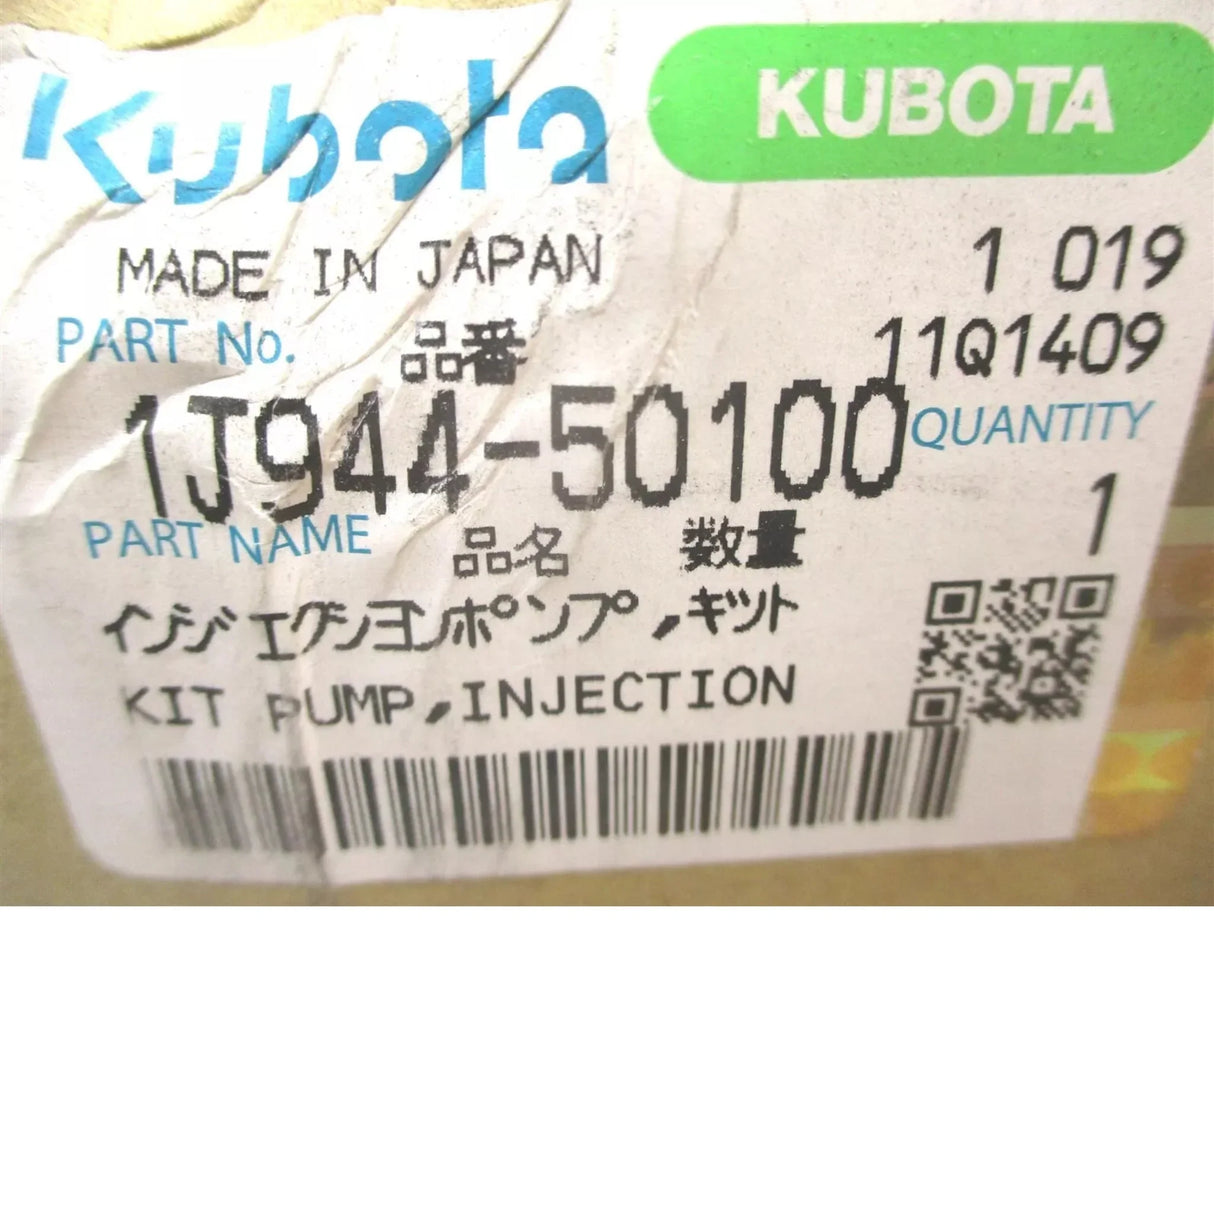 Kubota KUBOTA
MADE IN JAPAN 1 019
PART No. 品番 11Q1409
1J944-50100 QUANTITY
PART NAME 品名 数量 1
インジェクションポンプ,キット
KIT PUMP,INJECTION